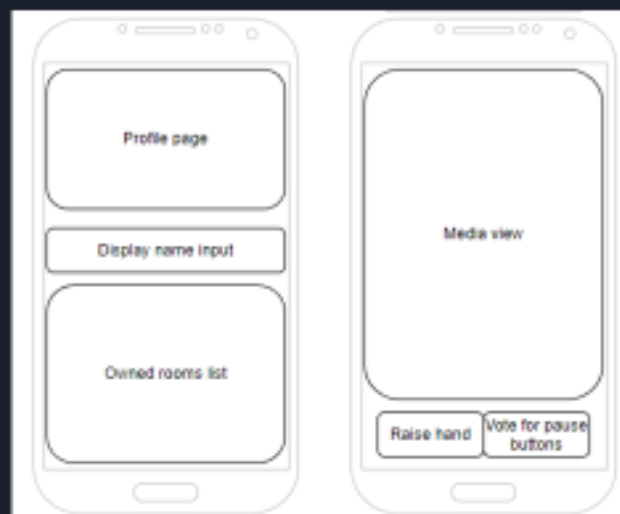 Profile page
Display name input
Owned rooms list
Media view
Raise hand
Vote for pause
buttons